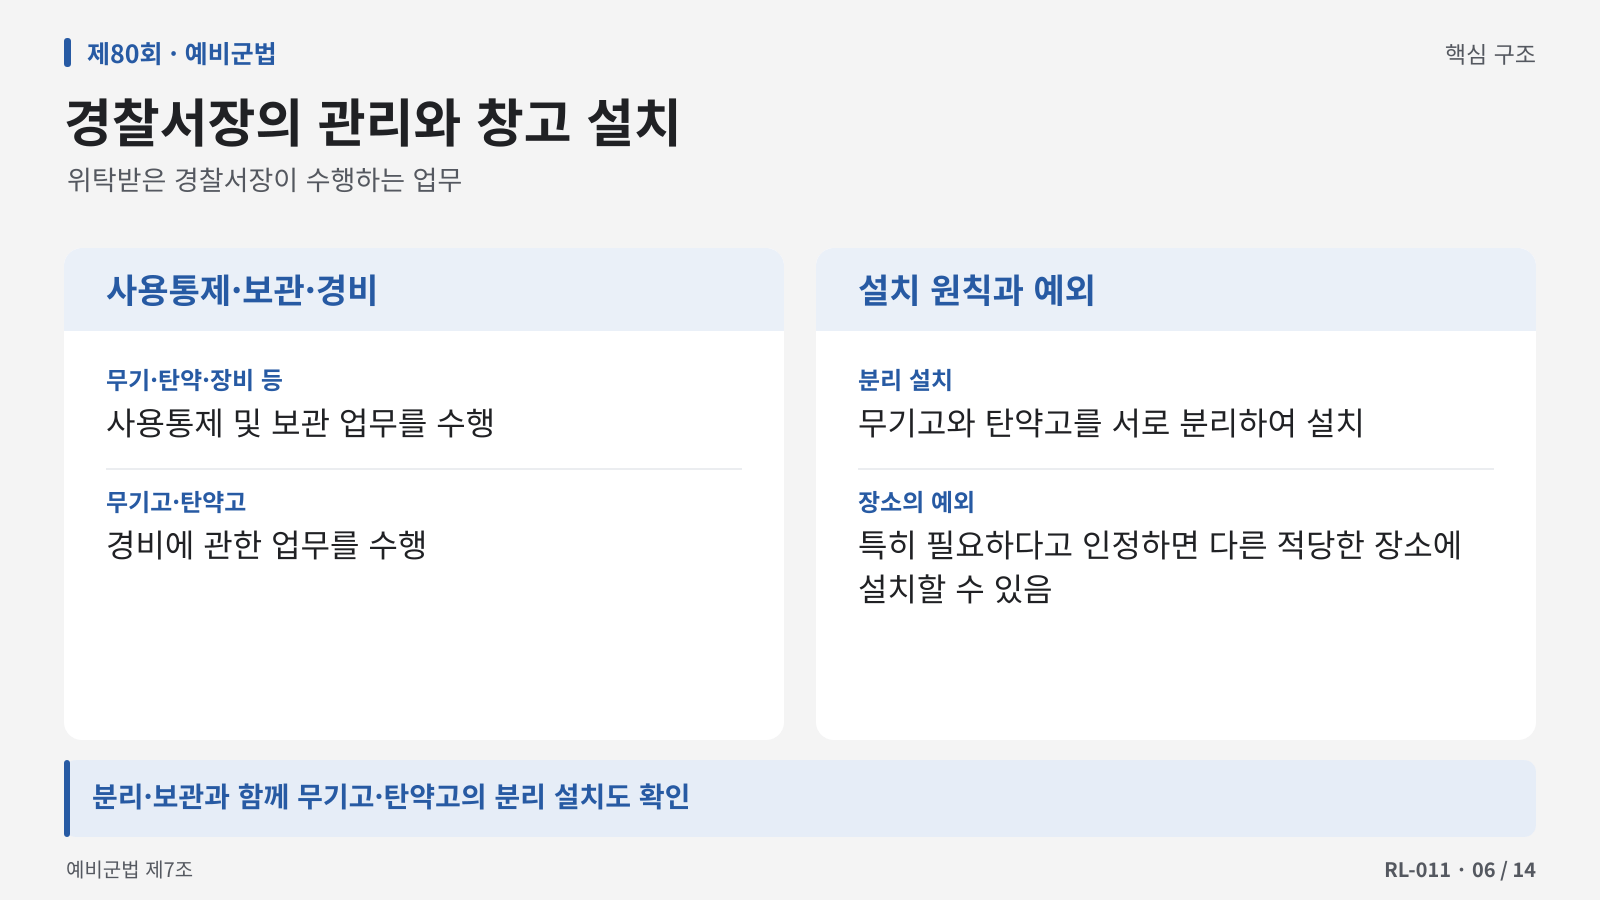 제80회 · 예비군법
핵심 구조
경찰서장의 관리와 창고 설치
위탁받은 경찰서장이 수행하는 업무
사용통제·보관·경비
무기·탄약·장비 등
사용통제 및 보관 업무를 수행
무기고·탄약고
경비에 관한 업무를 수행
설치 원칙과 예외
분리 설치
무기고와 탄약고를 서로 분리하여 설치
장소의 예외
특히 필요하다고 인정하면 다른 적당한 장소에
설치할 수 있음
분리·보관과 함께 무기고·탄약고의 분리 설치도 확인
예비군법 제7조
RL-011 · 06 / 14